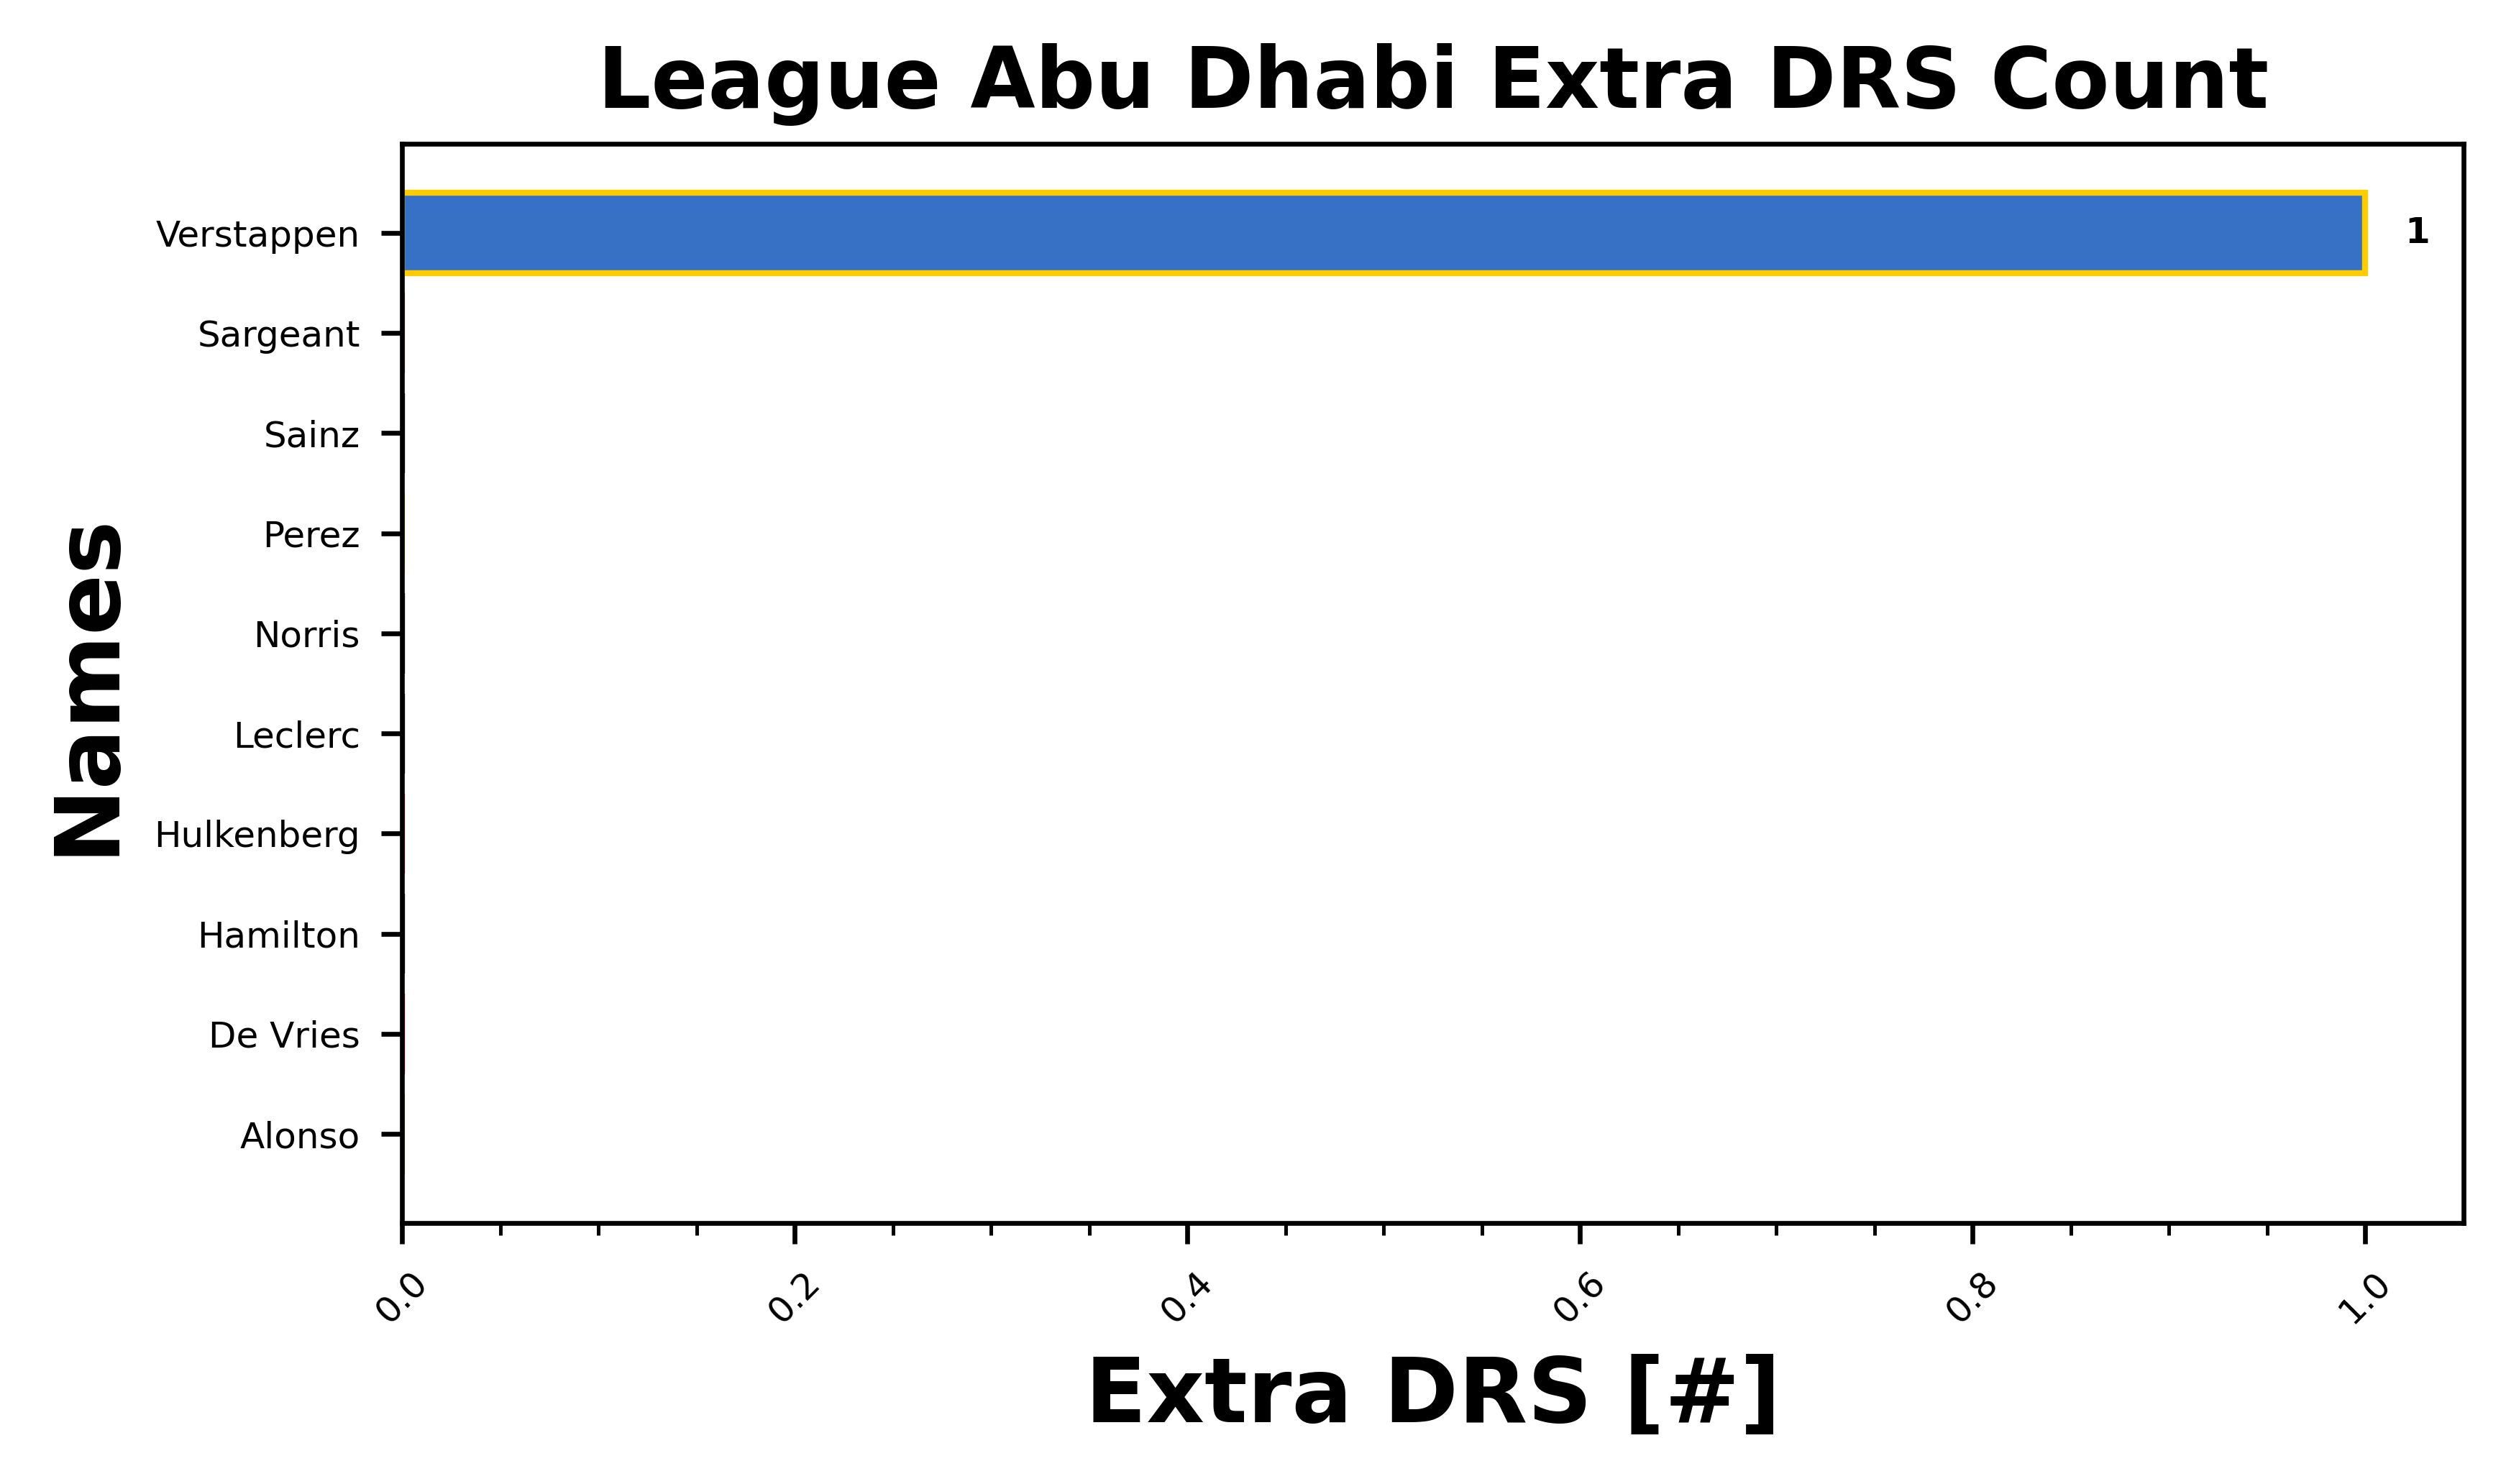 League Abu Dhabi Extra DRS Count
Names
Verstappen
1
Sargeant
Sainz
Perez
Norris
Leclerc
Hulkenberg
Hamilton
De Vries
Alonso
0.0 0.2 0.4 0.6 0.8 1.0
Extra DRS [#]